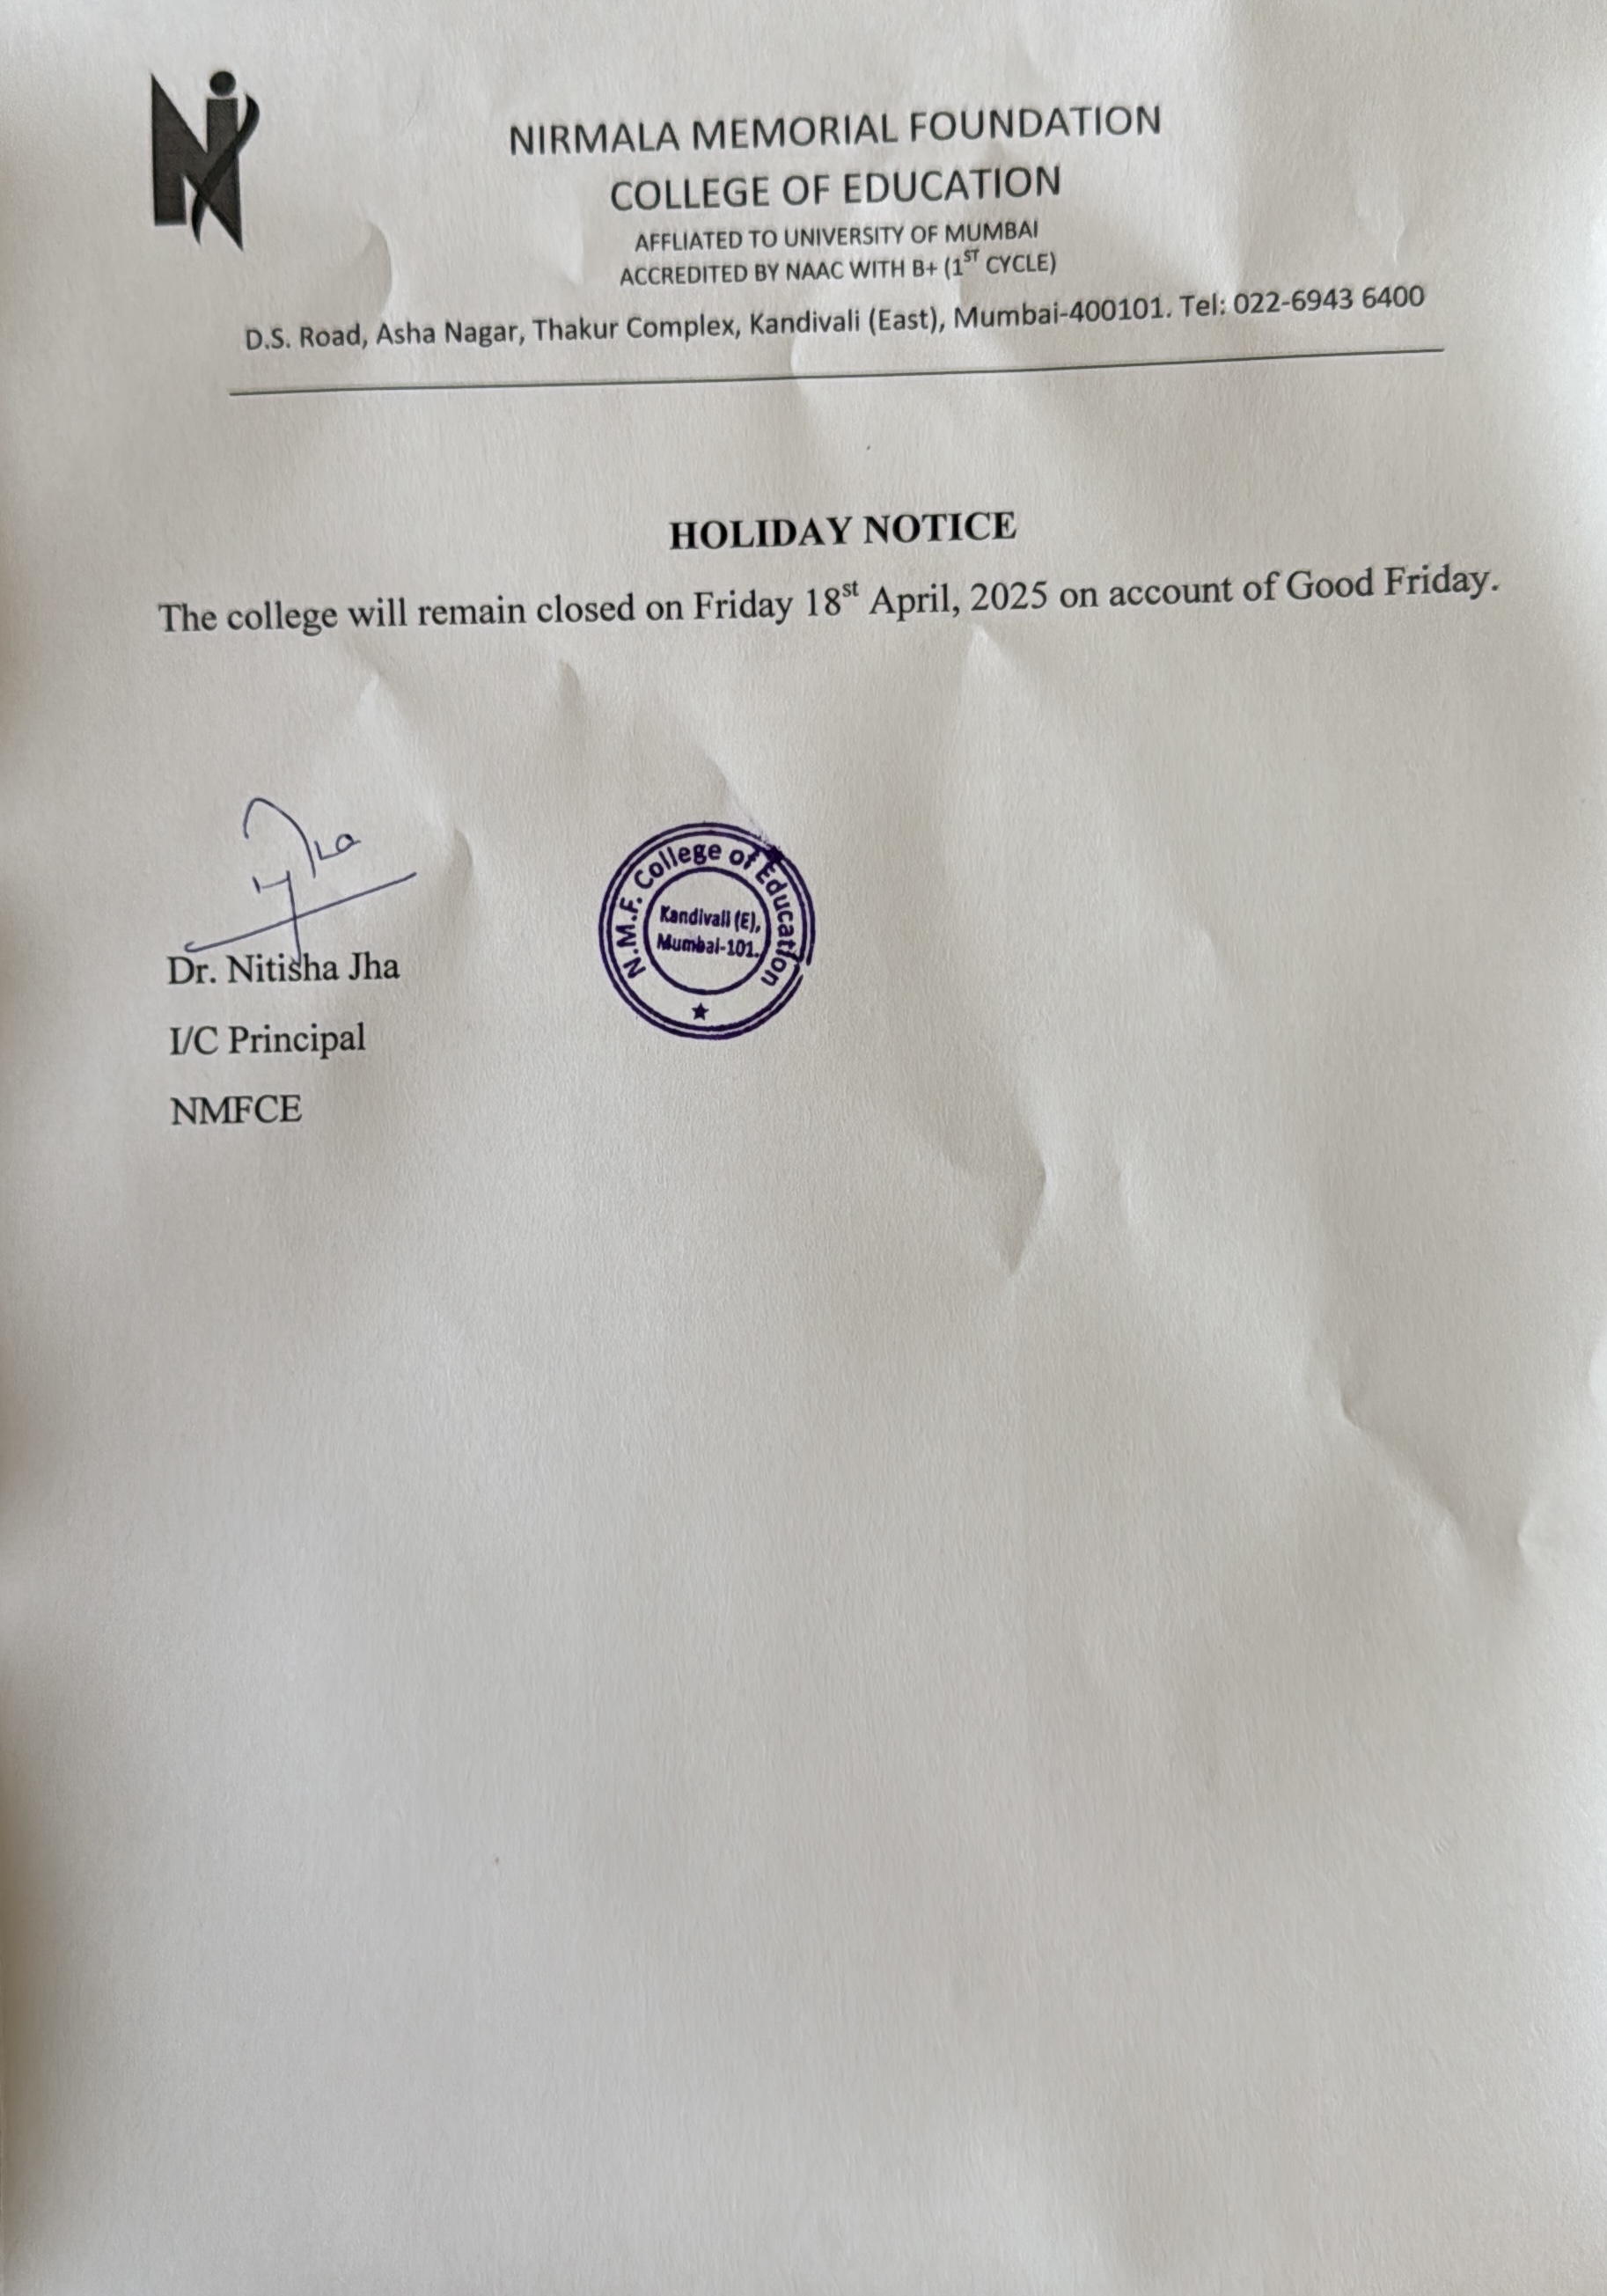 NIRMALA MEMORIAL FOUNDATION
COLLEGE OF EDUCATION
AFFLIATED TO UNIVERSITY OF MUMBAI
ACCREDITED BY NAAC WITH B+ (1ST CYCLE)
D.S. Road, Asha Nagar, Thakur Complex, Kandivali (East), Mumbai-400101. Tel: 022-6943 6400
HOLIDAY NOTICE
The college will remain closed on Friday 18st April, 2025 on account of Good Friday.
Jha
N.M.F. College of Education
Kandivali (E),
Mumbai-101.
Dr. Nitisha Jha
I/C Principal
NMFCE